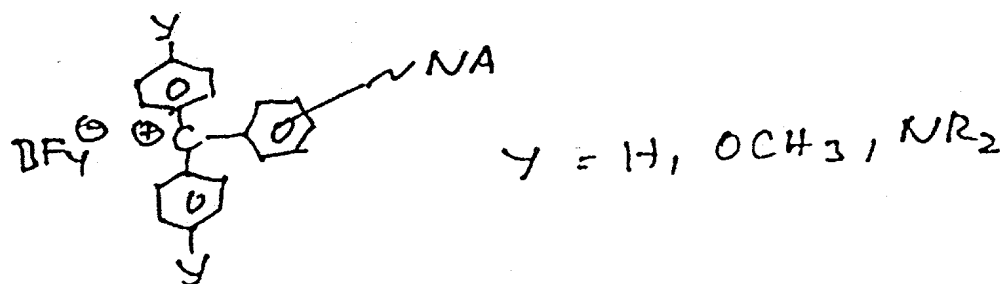 Y
NA
BF4 ⊖ ⊕ C
Y = H, OCH3, NR2
Y